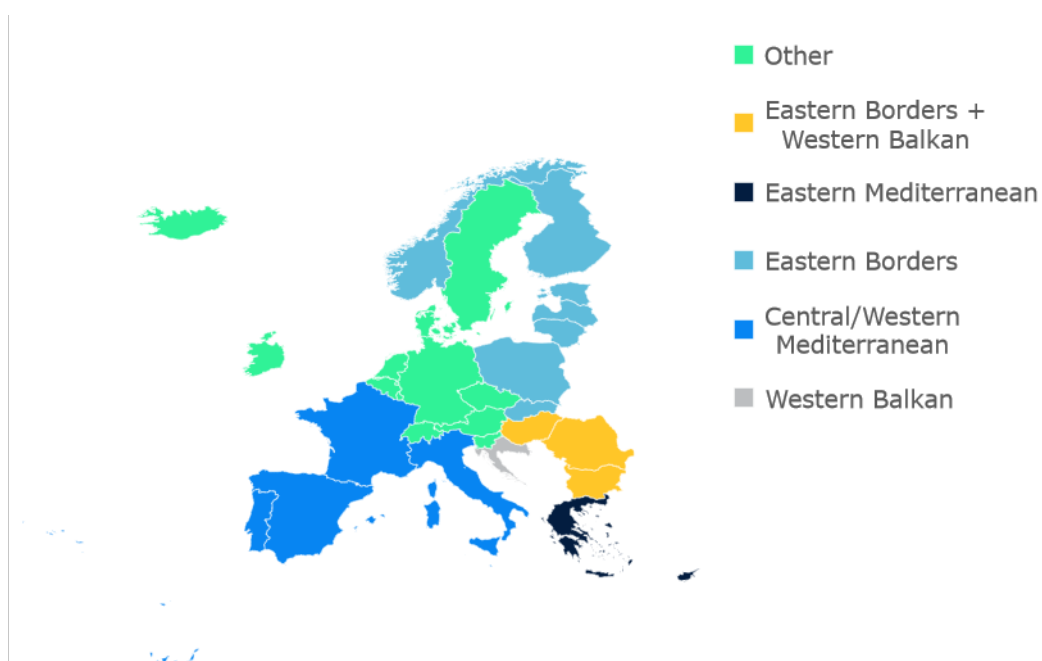 Other
Eastern Borders +
Western Balkan
Eastern Mediterranean
Eastern Borders
Central/Western
Mediterranean
Western Balkan